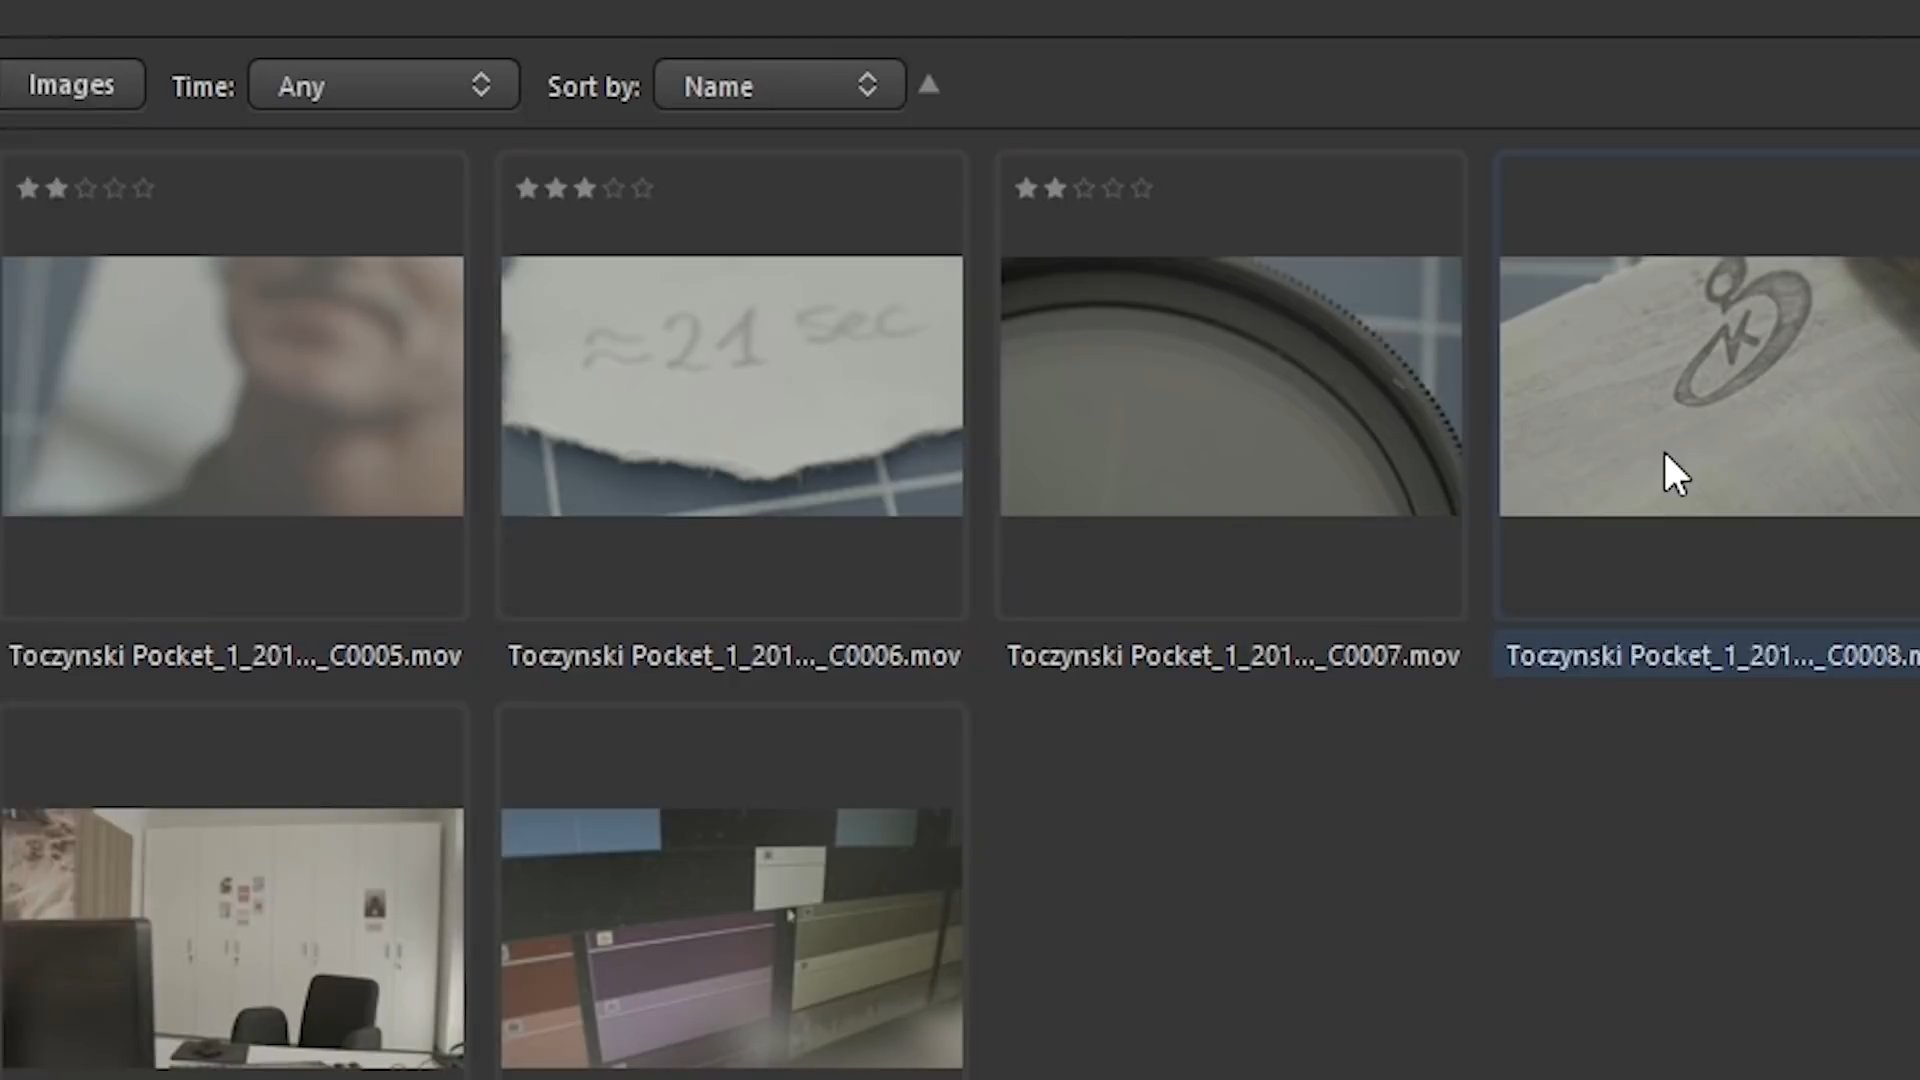 Images Time: Any Sort by: Name
≈21 sec
K
Toczynski Pocket_1_201..._C0005.mov Toczynski Pocket_1_201..._C0006.mov Toczynski Pocket_1_201..._C0007.mov Toczynski Pocket_1_201..._C0008.m